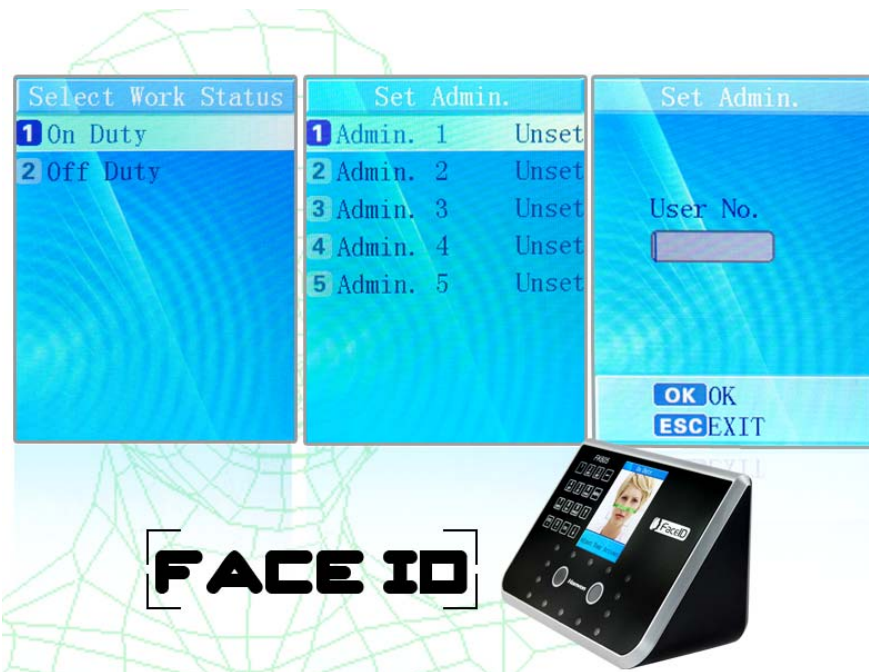 Select Work Status
1 On Duty
2 Off Duty
Set Admin.
1 Admin. 1 Unset
2 Admin. 2 Unset
3 Admin. 3 Unset
4 Admin. 4 Unset
5 Admin. 5 Unset
Set Admin.
User No.
OK OK
ESC EXIT
FACE ID
FaceID
Hanvon